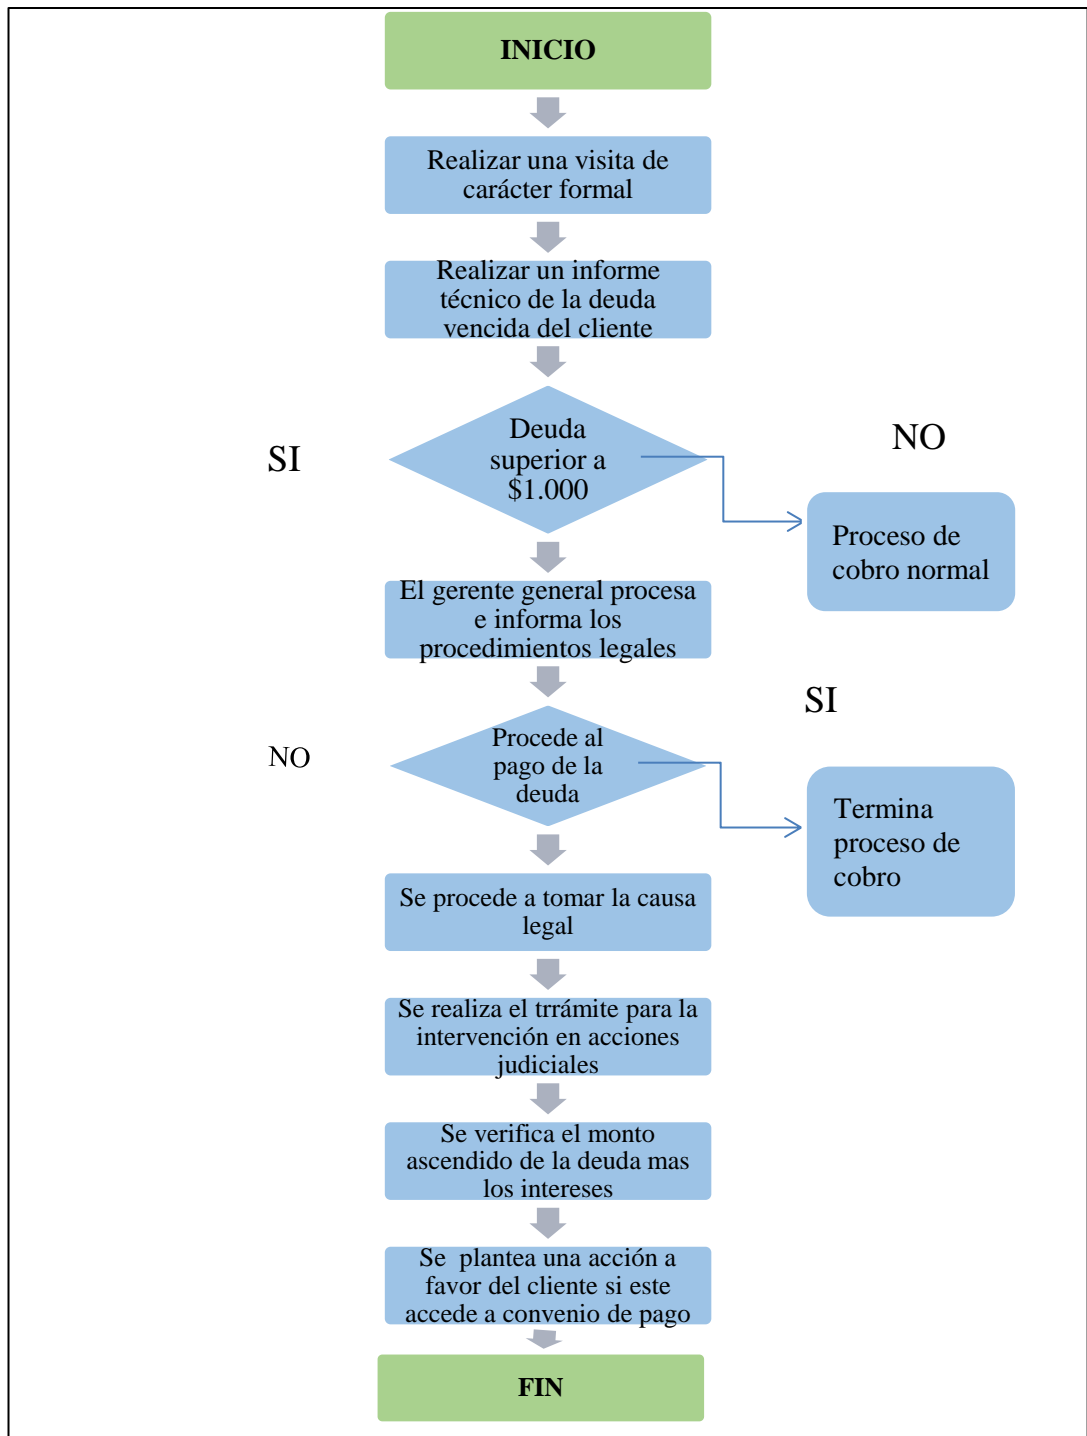 INICIO
Realizar una visita de
carácter formal
Realizar un informe
técnico de la deuda
vencida del cliente
SI
Deuda
superior a
$1.000
NO
Proceso de
cobro normal
El gerente general procesa
e informa los
procedimientos legales
SI
NO
Procede al
pago de la
deuda
Termina
proceso de
cobro
Se procede a tomar la causa
legal
Se realiza el trrámite para la
intervención en acciones
judiciales
Se verifica el monto
ascendido de la deuda mas
los intereses
Se plantea una acción a
favor del cliente si este
accede a convenio de pago
FIN